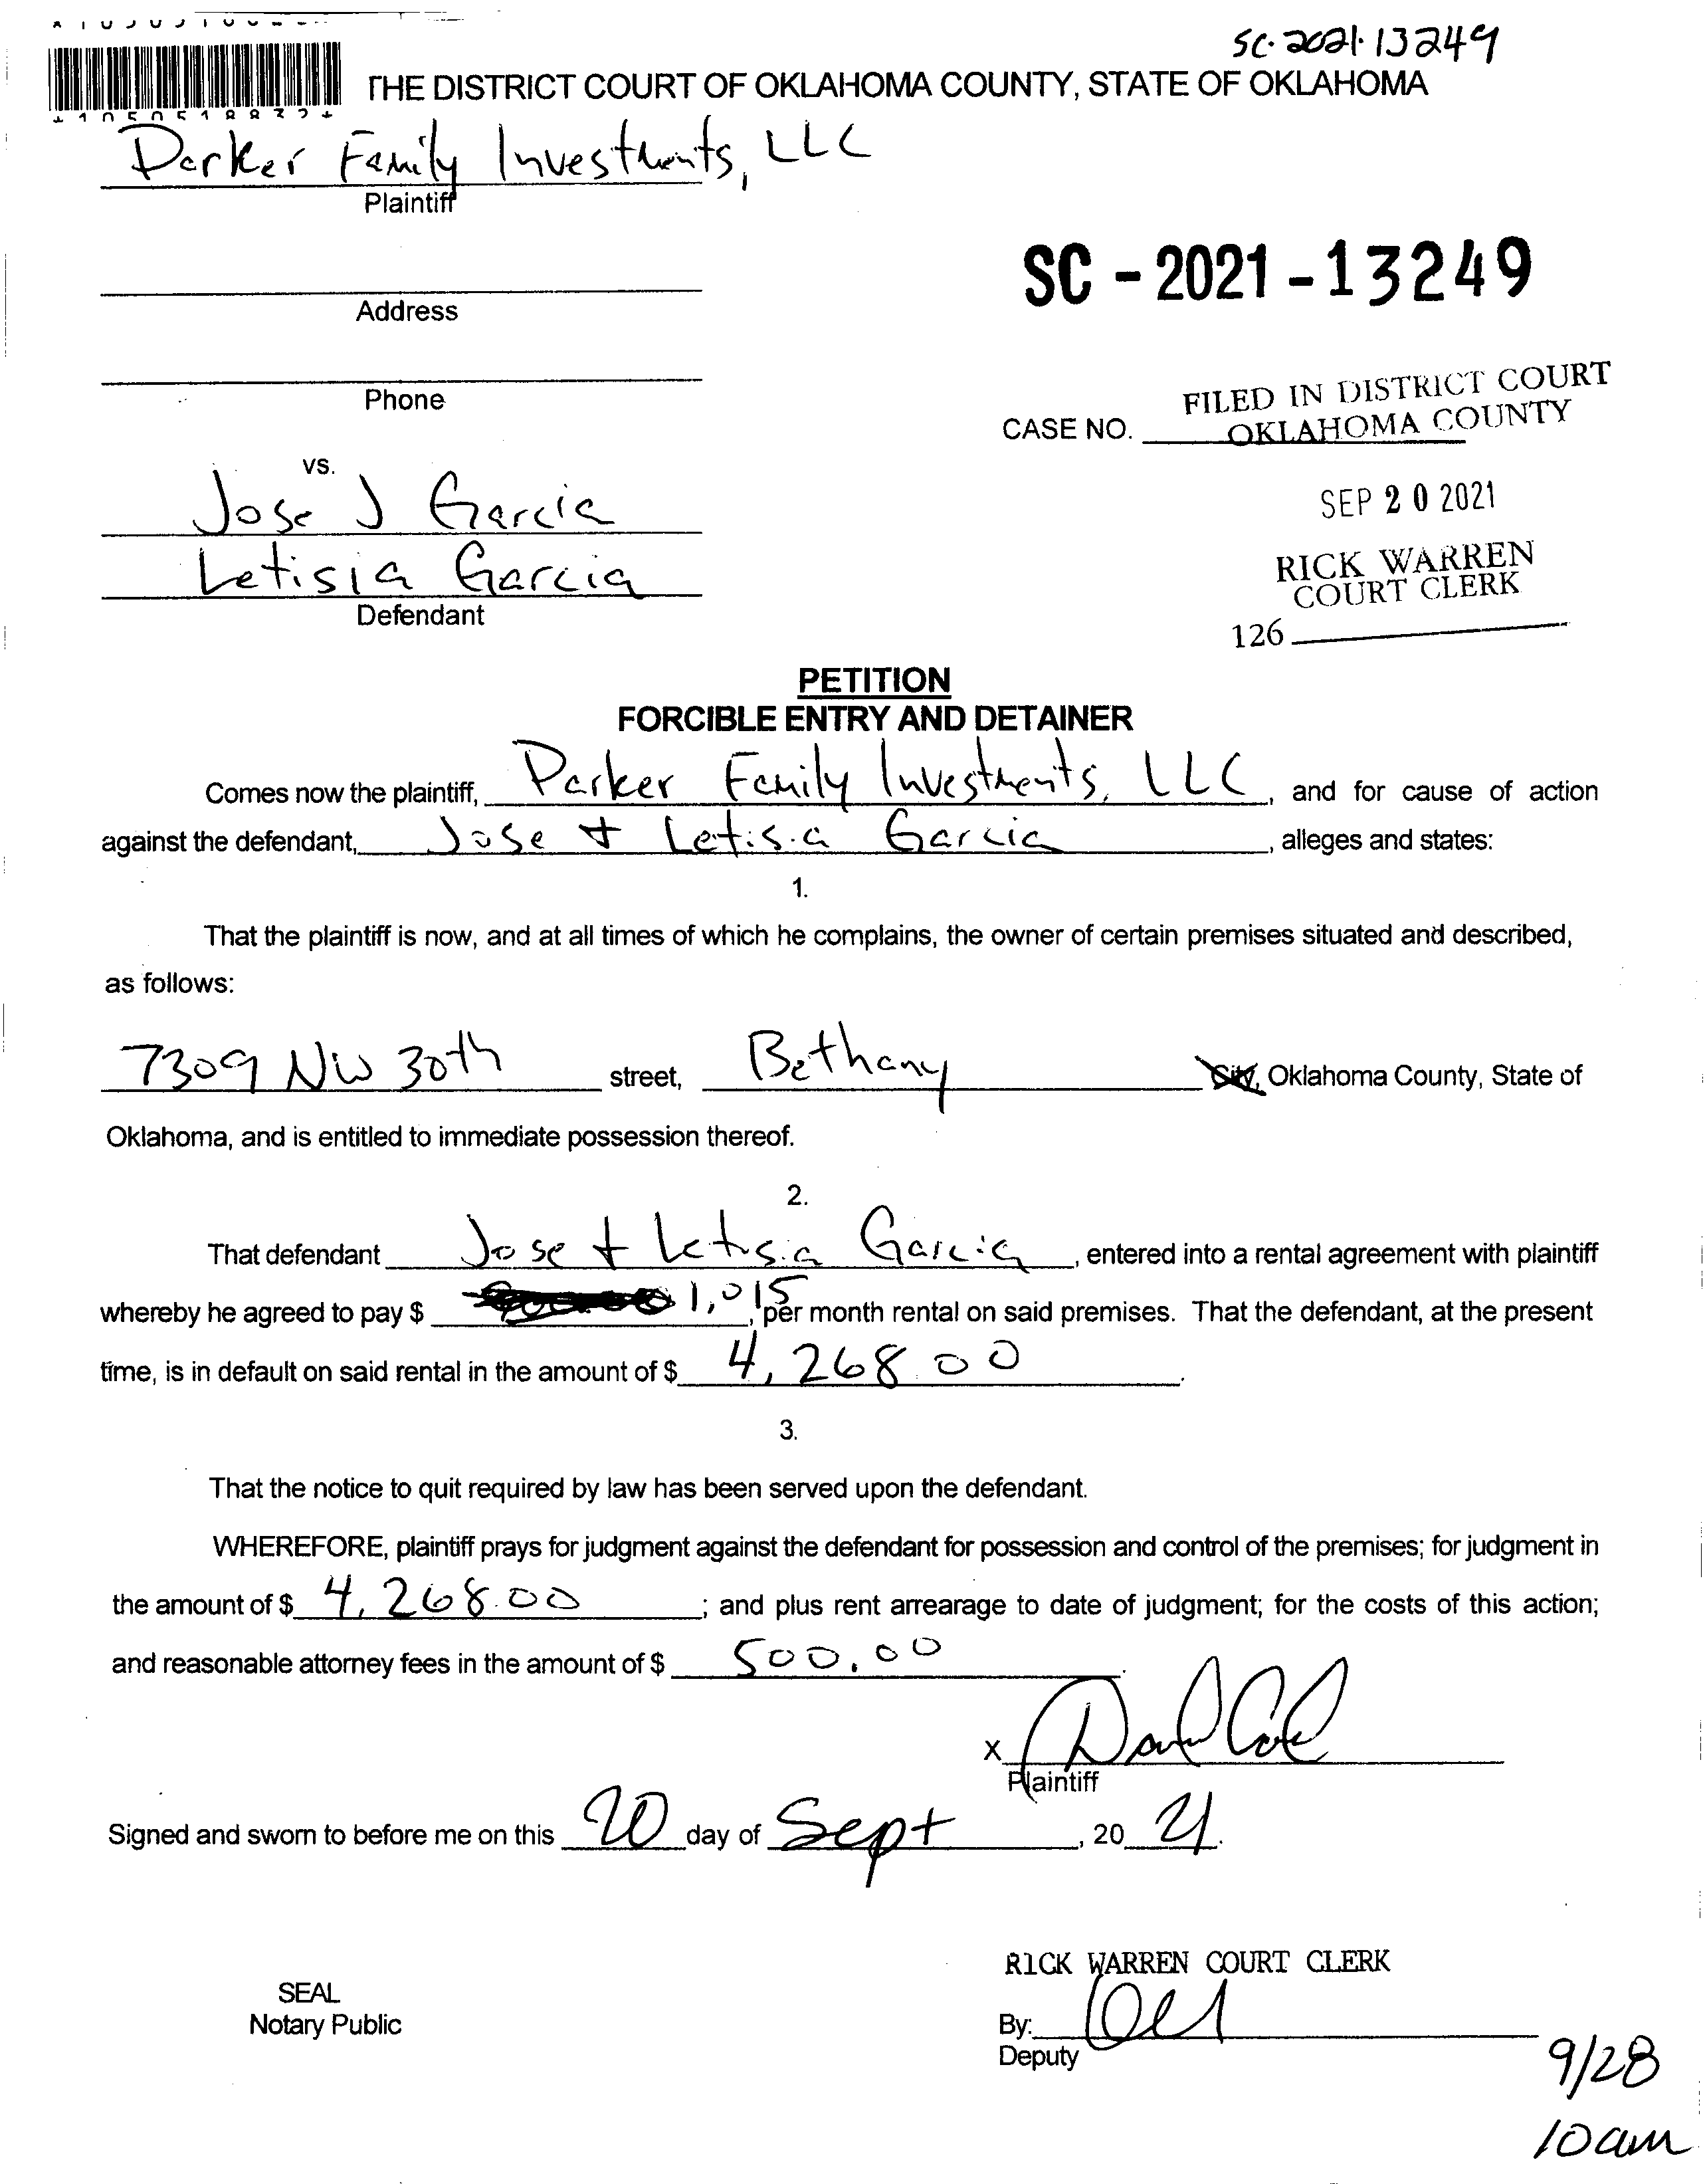 SC-2021-13249
THE DISTRICT COURT OF OKLAHOMA COUNTY, STATE OF OKLAHOMA
Parker Family Investments, LLC
Plaintiff
SC - 2021 - 13249
Address
Phone
FILED IN DISTRICT COURT
CASE NO. OKLAHOMA COUNTY
vs.
Jose J Garcia
SEP 20 2021
Letisia Garcia
RICK WARREN
COURT CLERK
Defendant
126
PETITION
FORCIBLE ENTRY AND DETAINER
Comes now the plaintiff, Parker Family Investments, LLC, and for cause of action
against the defendant, Jose + Letisia Garcia, alleges and states:
1.
That the plaintiff is now, and at all times of which he complains, the owner of certain premises situated and described,
as follows:
7309 NW 30th street, Bethany City, Oklahoma County, State of
Oklahoma, and is entitled to immediate possession thereof.
2.
That defendant Jose + Letisia Garcia, entered into a rental agreement with plaintiff
whereby he agreed to pay $ 1,015, per month rental on said premises. That the defendant, at the present
time, is in default on said rental in the amount of $ 4,268.00.
3.
That the notice to quit required by law has been served upon the defendant.
WHEREFORE, plaintiff prays for judgment against the defendant for possession and control of the premises; for judgment in
the amount of $ 4,268.00; and plus rent arrearage to date of judgment; for the costs of this action;
and reasonable attorney fees in the amount of $ 500.00.
X
Plaintiff
Signed and sworn to before me on this 20 day of Sept, 20 21.
RICK WARREN COURT CLERK
SEAL
Notary Public
By:
Deputy
9/28
10am